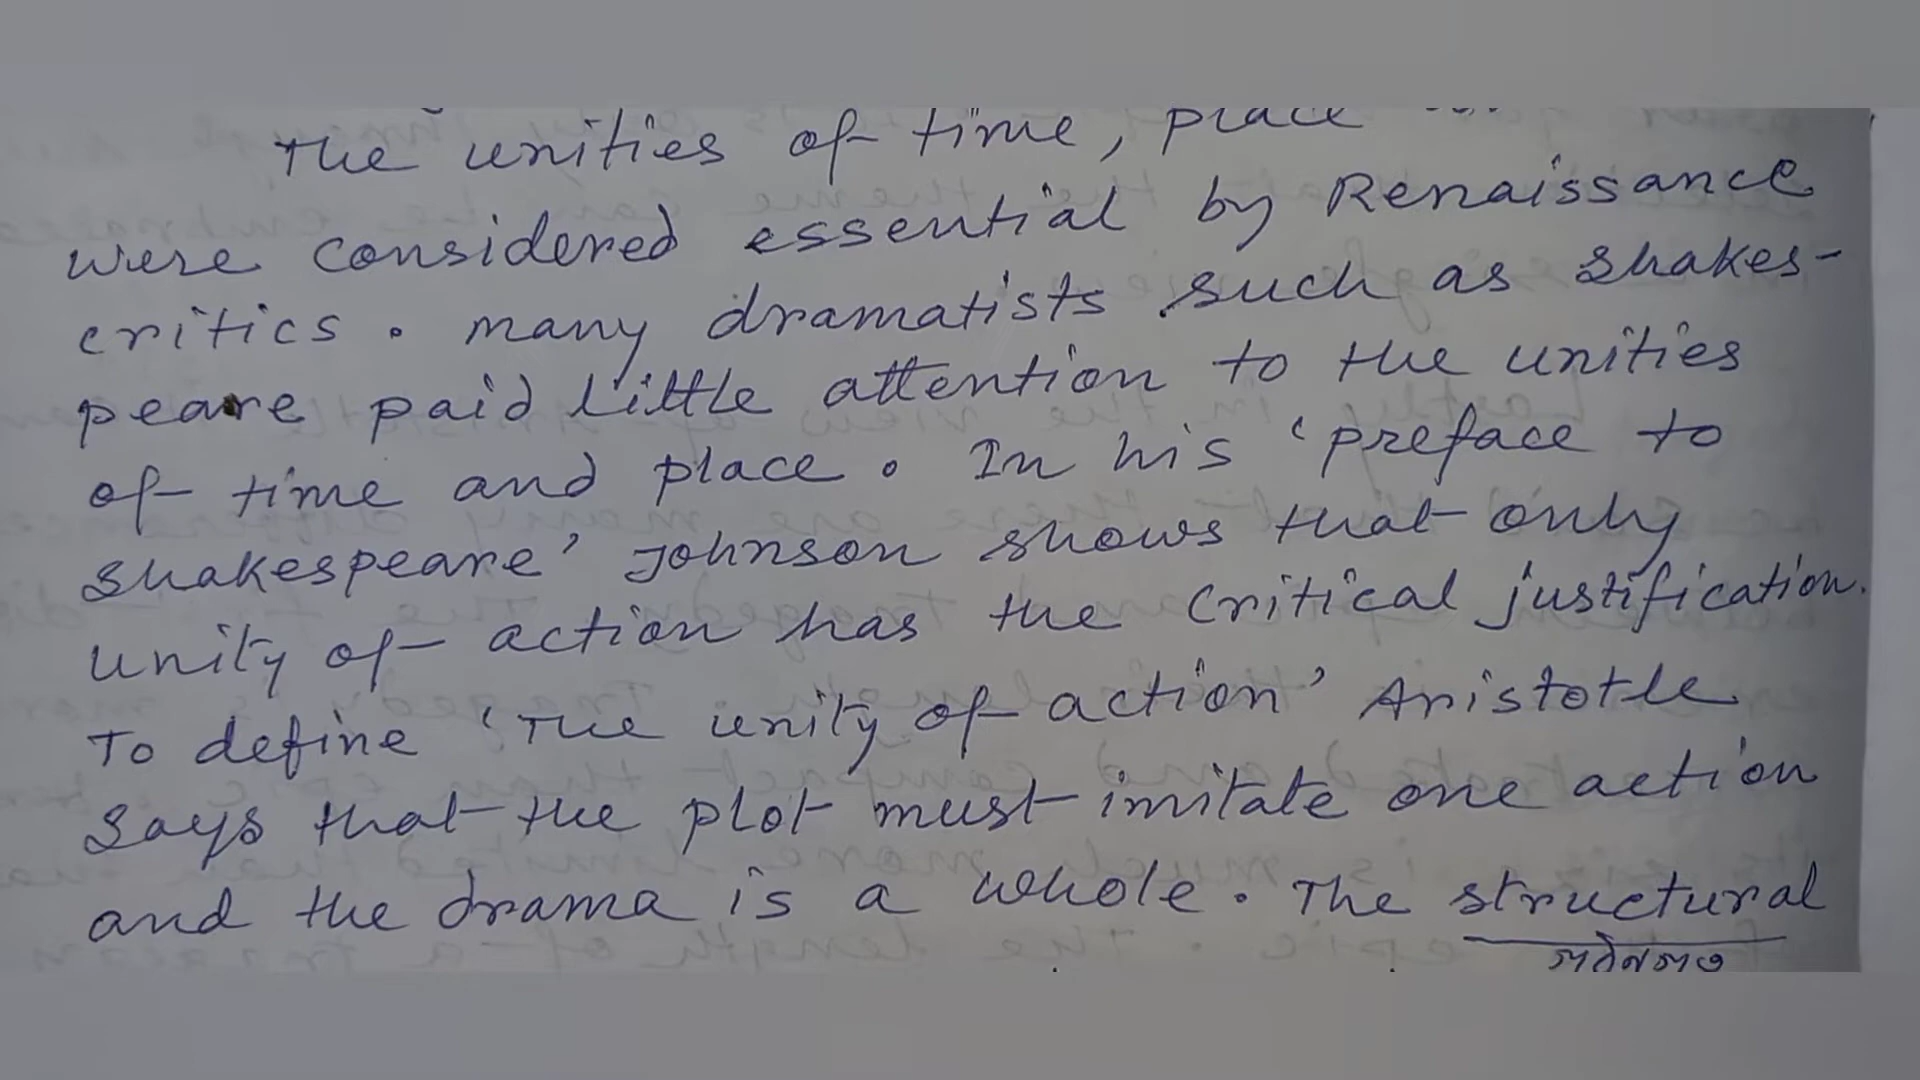 The unities of time, place
were considered essential by Renaissance
critics. many dramatists such as shakes-
peare paid little attention to the unities
of time and place. In his 'preface to
shakespeare' Johnson shows that only
unity of action has the critical justification.
To define 'The unity of action' Aristotle
says that the plot must imitate one action
and the drama is a whole. The structural
গঠনগত